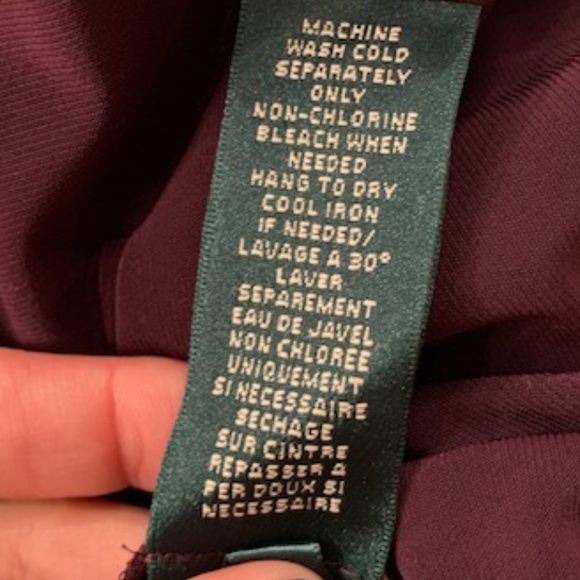 MACHINE
WASH COLD
SEPARATELY
ONLY
NON-CHLORINE
BLEACH WHEN
NEEDED
HANG TO DRY
COOL IRON
IF NEEDED/
LAVAGE A 30°
LAVER
SEPAREMENT
EAU DE JAVEL
NON CHLOREE
UNIQUEMENT
SI NECESSAIRE
SECHAGE
SUR CINTRE
REPASSER A
FER DOUX SI
NECESSAIRE